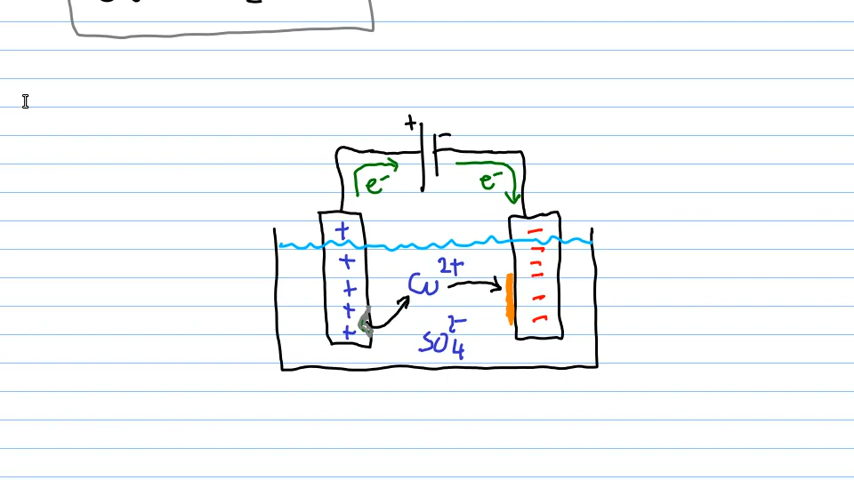 + −
e⁻ e⁻
+ −
+ −
+ Cu²⁺ −
+ SO₄²⁻ −
+ −